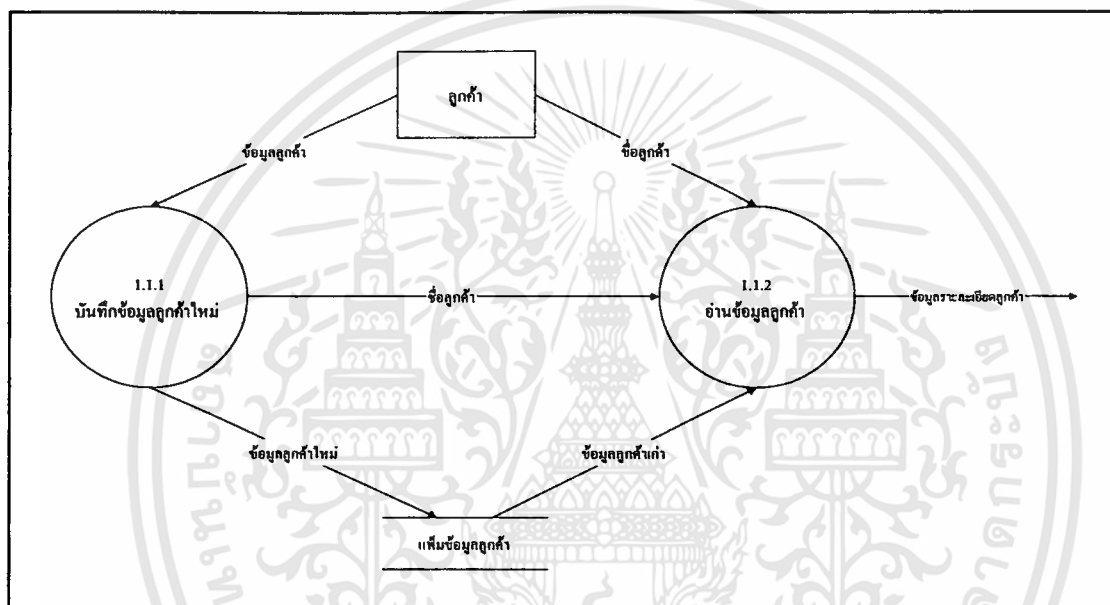 ลูกค้า
ข้อมูลลูกค้า
ชื่อลูกค้า
1.1.1
บันทึกข้อมูลลูกค้าใหม่
ชื่อลูกค้า
1.1.2
อ่านข้อมูลลูกค้า
ข้อมูลราะละเอียดลูกค้า
ข้อมูลลูกค้าใหม่
ข้อมูลลูกค้าเก่า
แฟ้มข้อมูลลูกค้า